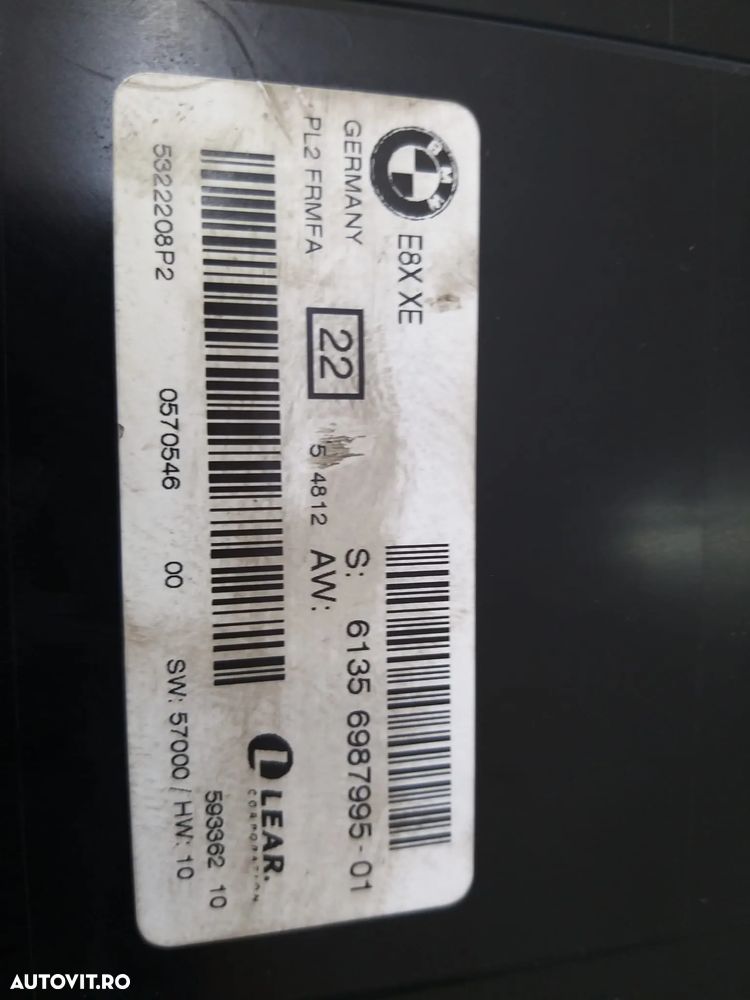 BMW
E8X XE
S: 6135 6987995-01
GERMANY
AW:
PL2 FRMFA
22
4812
LEAR.
CORPORATION
593362 10
5322208P2 0570546 00 SW: 57000 / HW: 10
AUTOVIT.RO